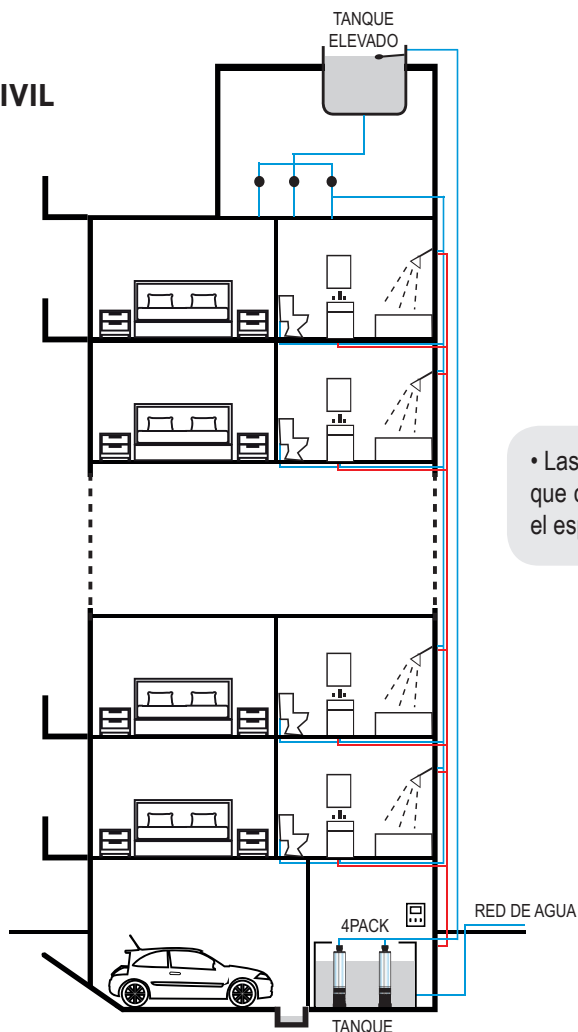 TANQUE
ELEVADO
IVIL
• Las
que
el esp
4PACK
RED DE AGUA
TANQUE